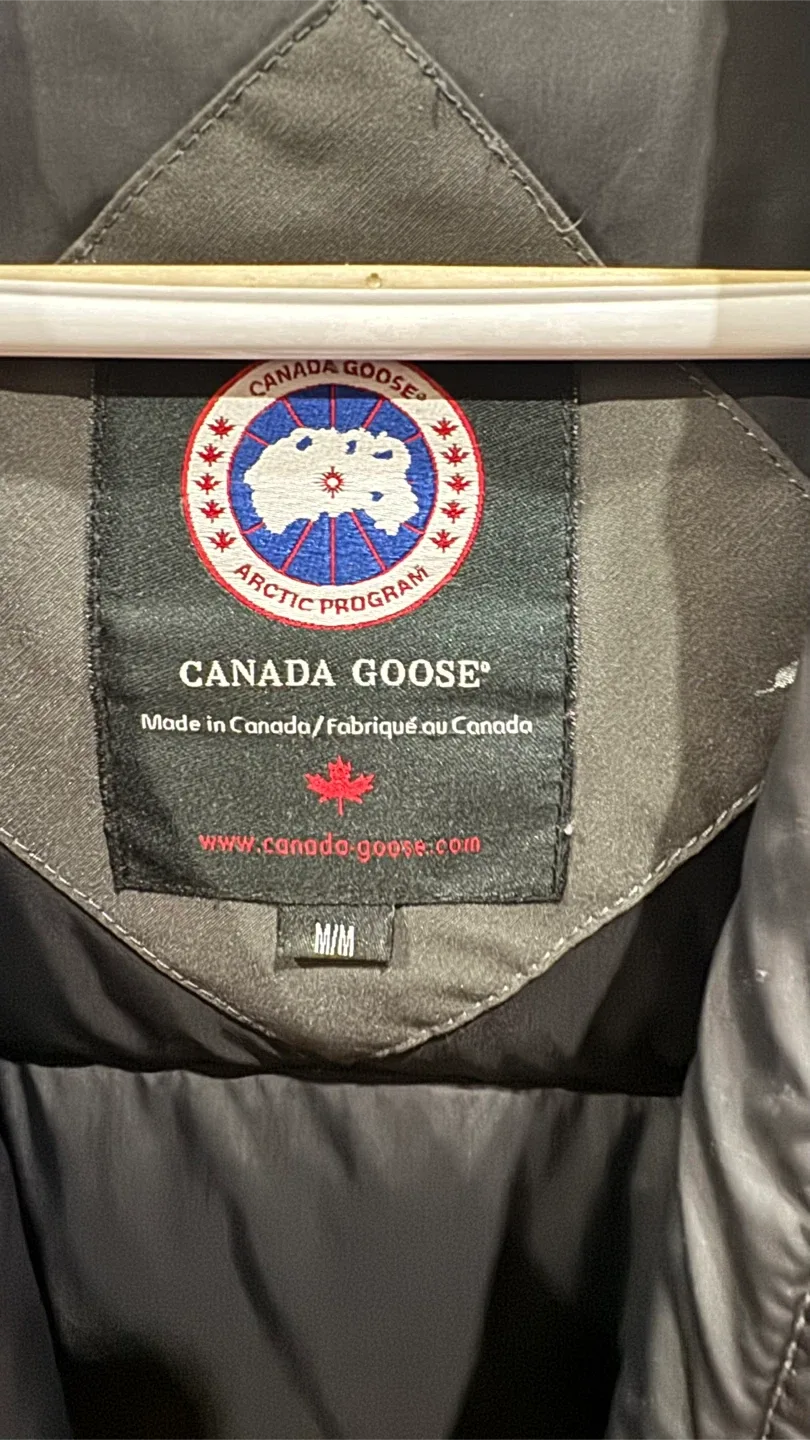 CANADA GOOSE®
ARCTIC PROGRAM
CANADA GOOSE®
Made in Canada/Fabriqué au Canada
www.canada-goose.com
M/M